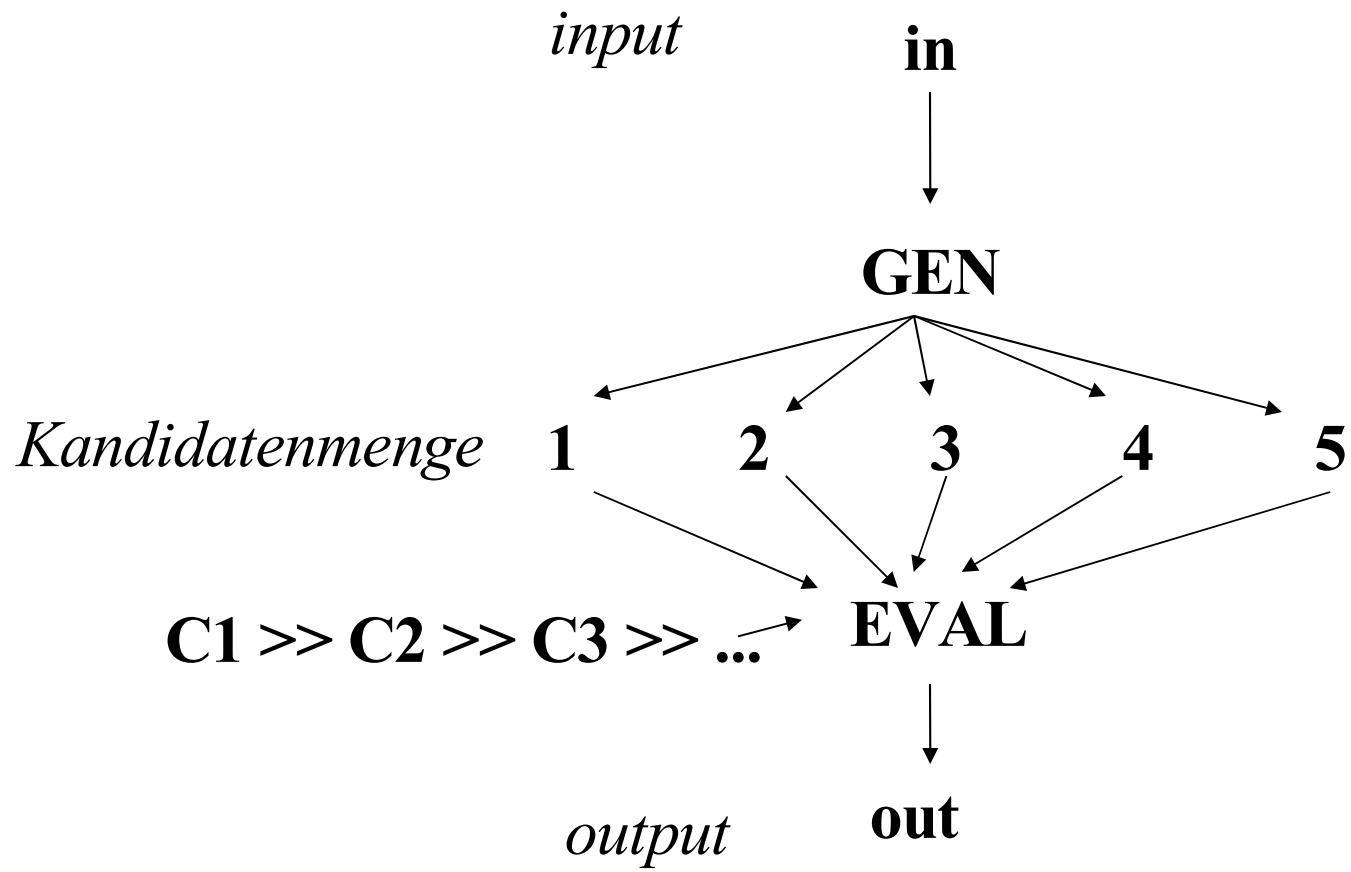 input in
GEN
Kandidatenmenge 1 2 3 4 5
C1 >> C2 >> C3 >> ... EVAL
output out